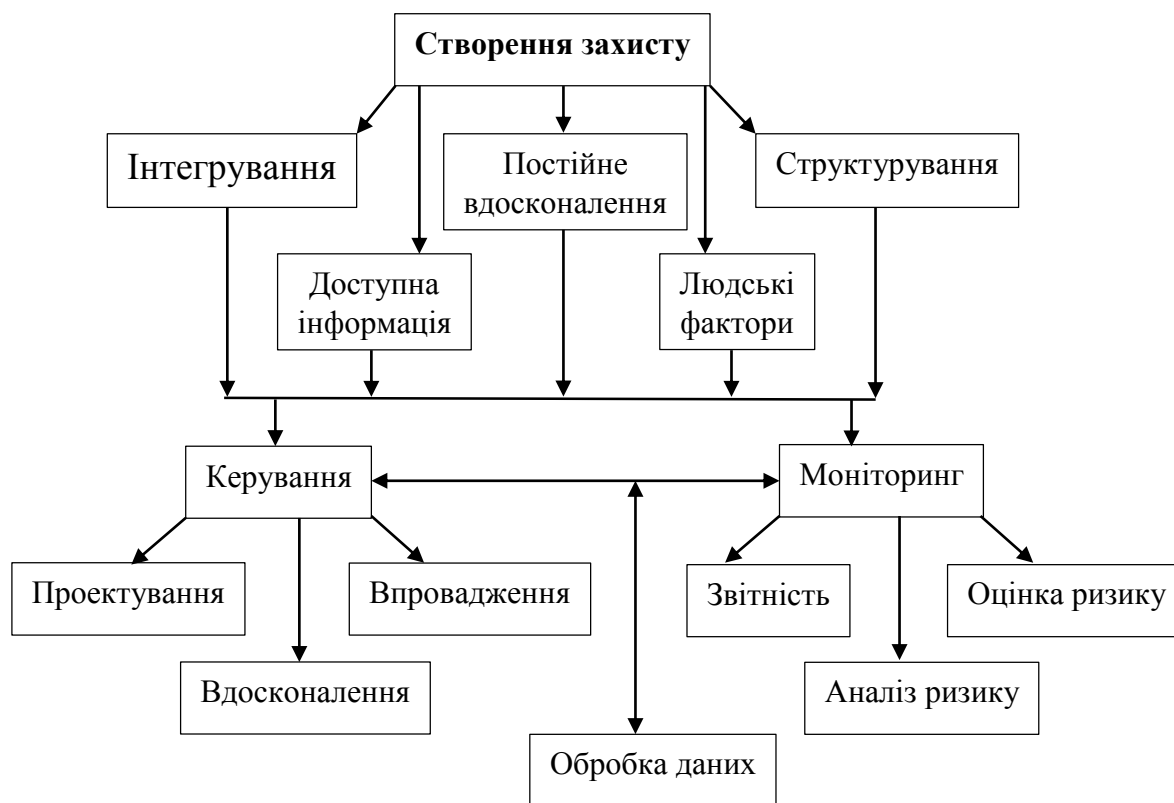 Створення захисту
Інтегрування
Постійне
вдосконалення
Структурування
Доступна
інформація
Людські
фактори
Керування
Моніторинг
Проектування
Впровадження
Звітність
Оцінка ризику
Вдосконалення
Аналіз ризику
Обробка даних